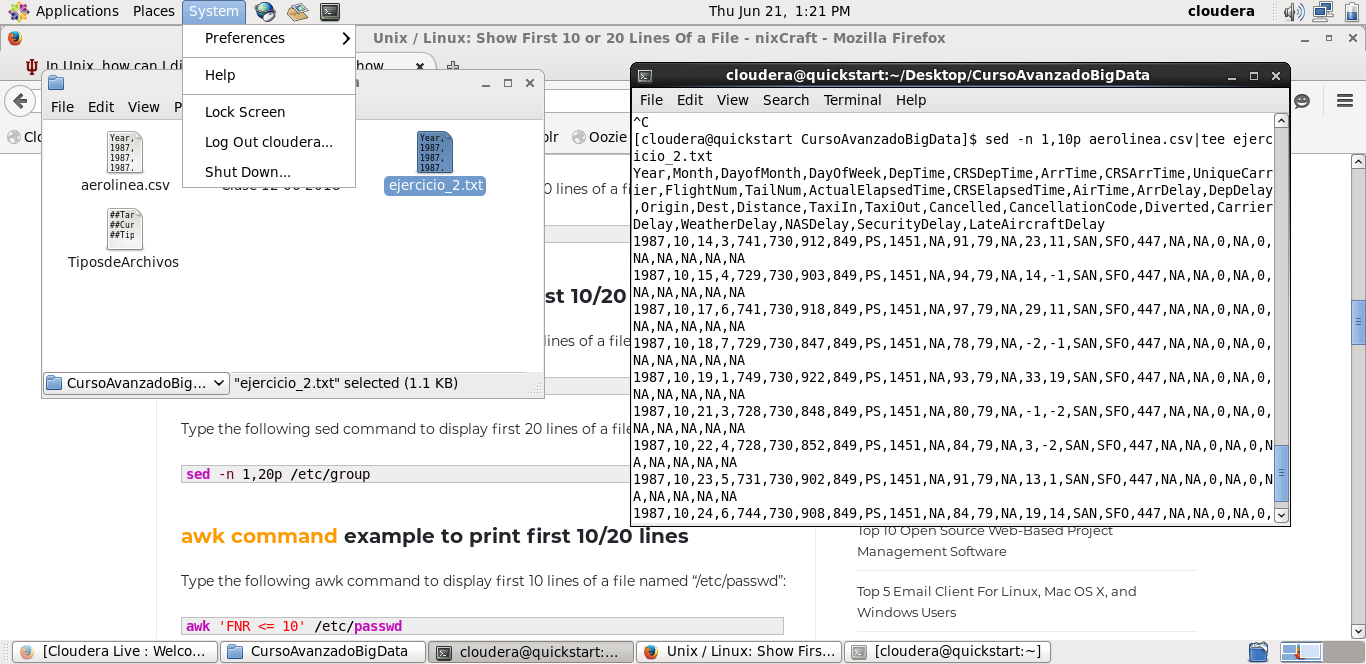 Applications Places System
Thu Jun 21, 1:21 PM
cloudera
Preferences
Help
Lock Screen
Log Out cloudera...
Shut Down...
Unix / Linux: Show First 10 or 20 Lines Of a File - nixCraft - Mozilla Firefox
In Unix, how can I di
how
File Edit View P
aerolinea.csv
ejercicio_2.txt
TiposdeArchivos
Year,
1987,
1987,
1987,
Year,
1987,
1987,
1987,
##Tar
##Cur
##Tip
CursoAvanzadoBig...
"ejercicio_2.txt" selected (1.1 KB)
Clo
blr
Oozie
0 lines of a f
st 10/20
lines of a file
Type the following sed command to display first 20 lines of a file
sed -n 1,20p /etc/group
awk command example to print first 10/20 lines
Type the following awk command to display first 10 lines of a file named “/etc/passwd”:
awk 'FNR <= 10' /etc/passwd
cloudera@quickstart:~/Desktop/CursoAvanzadoBigData
File Edit View Search Terminal Help
^C
[cloudera@quickstart CursoAvanzadoBigData]$ sed -n 1,10p aerolinea.csv|tee ejerc
icio_2.txt
Year,Month,DayofMonth,DayOfWeek,DepTime,CRSDepTime,ArrTime,CRSArrTime,UniqueCarr
ier,FlightNum,TailNum,ActualElapsedTime,CRSElapsedTime,AirTime,ArrDelay,DepDelay
,Origin,Dest,Distance,TaxiIn,TaxiOut,Cancelled,CancellationCode,Diverted,Carrier
Delay,WeatherDelay,NASDelay,SecurityDelay,LateAircraftDelay
1987,10,14,3,741,730,912,849,PS,1451,NA,91,79,NA,23,11,SAN,SFO,447,NA,NA,0,NA,0,
NA,NA,NA,NA,NA
1987,10,15,4,729,730,903,849,PS,1451,NA,94,79,NA,14,-1,SAN,SFO,447,NA,NA,0,NA,0,
NA,NA,NA,NA,NA
1987,10,17,6,741,730,918,849,PS,1451,NA,97,79,NA,29,11,SAN,SFO,447,NA,NA,0,NA,0,
NA,NA,NA,NA,NA
1987,10,18,7,729,730,847,849,PS,1451,NA,78,79,NA,-2,-1,SAN,SFO,447,NA,NA,0,NA,0,
NA,NA,NA,NA,NA
1987,10,19,1,749,730,922,849,PS,1451,NA,93,79,NA,33,19,SAN,SFO,447,NA,NA,0,NA,0,
NA,NA,NA,NA,NA
1987,10,21,3,728,730,848,849,PS,1451,NA,80,79,NA,-1,-2,SAN,SFO,447,NA,NA,0,NA,0,
NA,NA,NA,NA,NA
1987,10,22,4,728,730,852,849,PS,1451,NA,84,79,NA,3,-2,SAN,SFO,447,NA,NA,0,NA,0,N
A,NA,NA,NA,NA
1987,10,23,5,731,730,902,849,PS,1451,NA,91,79,NA,13,1,SAN,SFO,447,NA,NA,0,NA,0,N
A,NA,NA,NA,NA
1987,10,24,6,744,730,908,849,PS,1451,NA,84,79,NA,19,14,SAN,SFO,447,NA,NA,0,NA,0,
Top 10 Open Source Web-Based Project
Management Software
Top 5 Email Client For Linux, Mac OS X, and
Windows Users
[Cloudera Live : Welco...
CursoAvanzadoBigData
cloudera@quickstart:...
Unix / Linux: Show Firs...
[cloudera@quickstart:~]